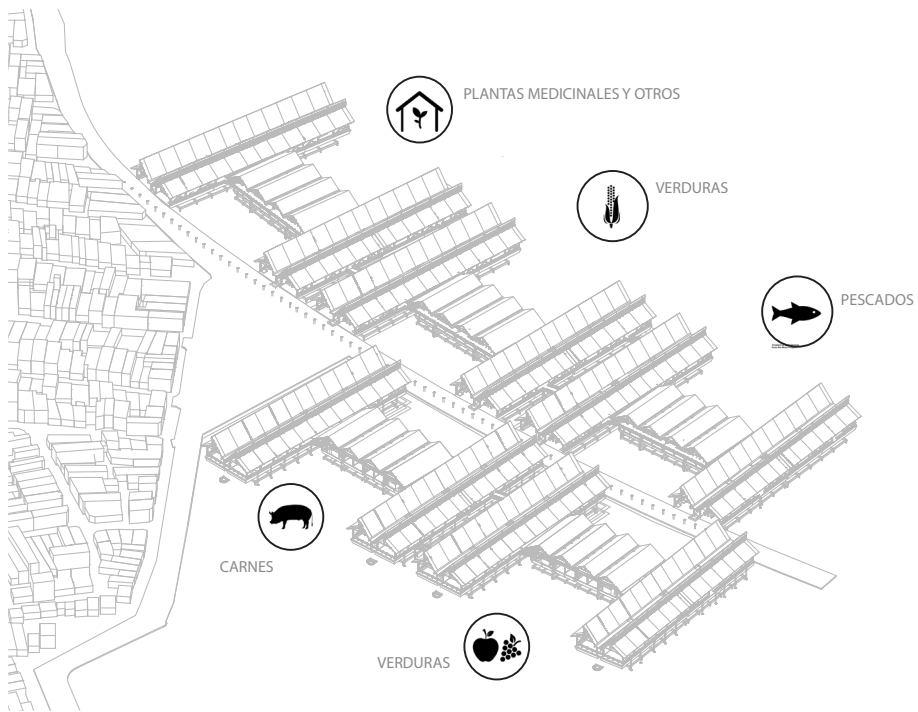 PLANTAS MEDICINALES Y OTROS
VERDURAS
PESCADOS
CARNES
VERDURAS